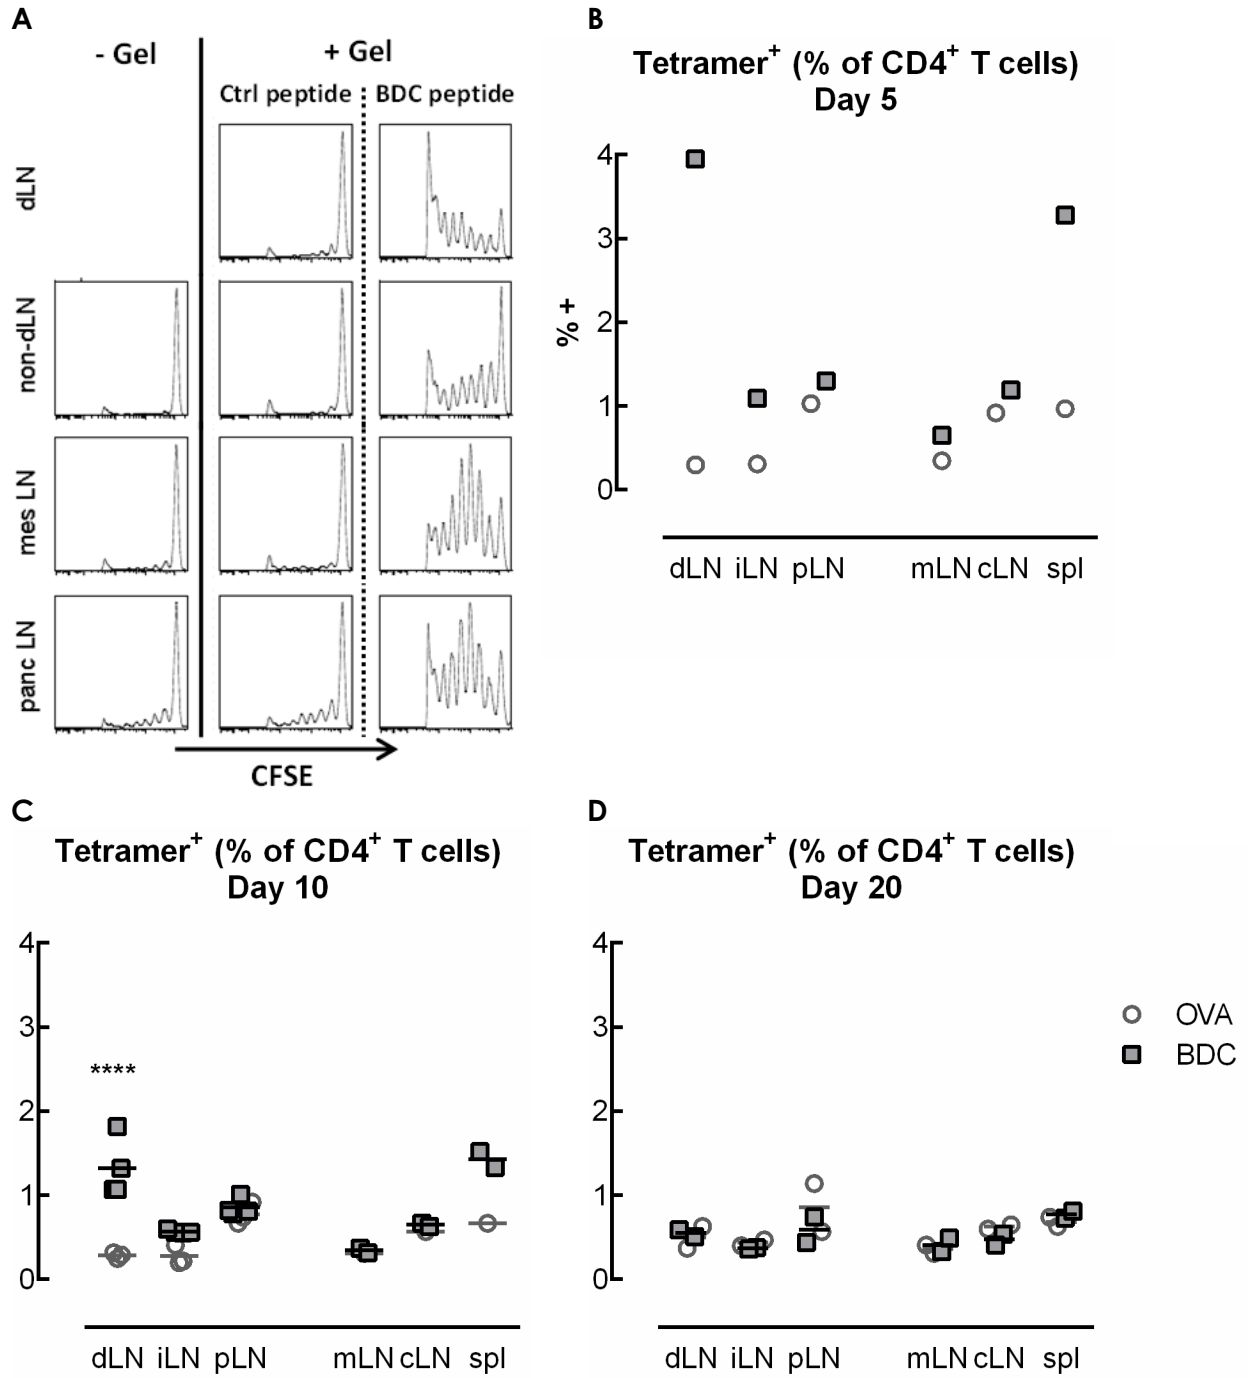 A
- Gel
+ Gel
Ctrl peptide
BDC peptide
dLN
non-dLN
mes LN
panc LN
CFSE
B
Tetramer+ (% of CD4+ T cells)
Day 5
% +
4
3
2
1
0
dLN iLN pLN mLN cLN spl
C
Tetramer+ (% of CD4+ T cells)
Day 10
4
3
2
1
0
****
dLN iLN pLN mLN cLN spl
D
Tetramer+ (% of CD4+ T cells)
Day 20
4
3
2
1
0
dLN iLN pLN mLN cLN spl
OVA
BDC